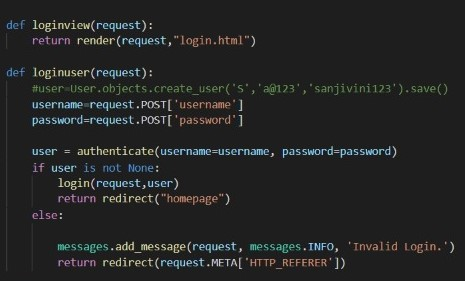 def loginview(request):
    return render(request,"login.html")
def loginuser(request):
    #user=User.objects.create_user('s','a@123','sanjivini123').save()
    username=request.POST['username']
    password=request.POST['password']
    user = authenticate(username=username, password=password)
    if user is not None:
        login(request,user)
        return redirect("homepage")
    else:
        messages.add_message(request, messages.INFO, 'Invalid Login.')
        return redirect(request.META['HTTP_REFERER'])